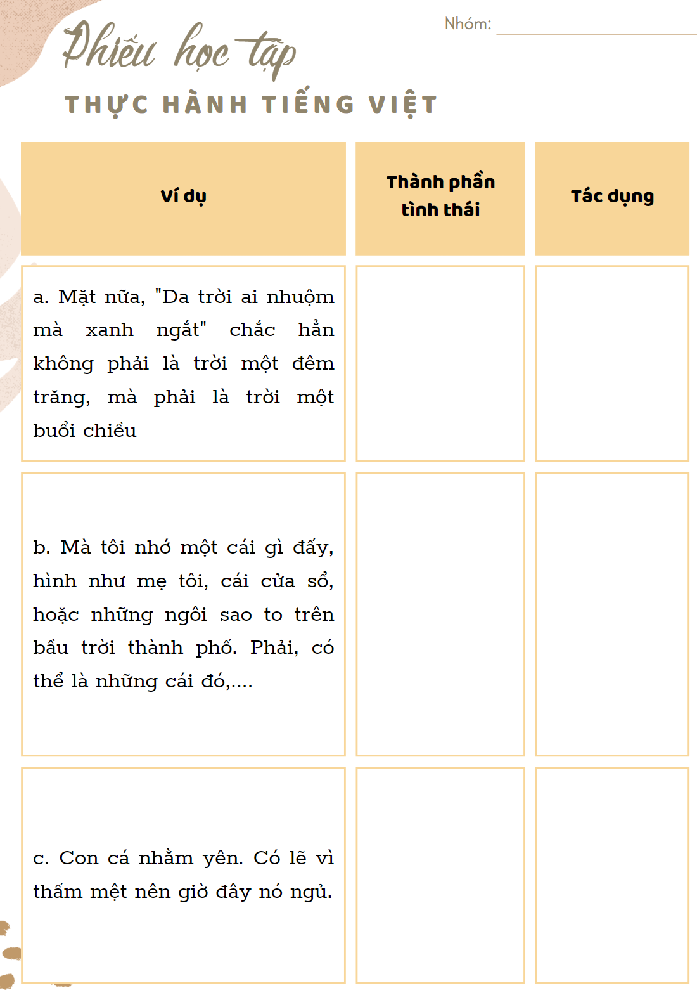 Nhóm:
Phiếu học tập
THỰC HÀNH TIẾNG VIỆT
Ví dụ
Thành phần
tình thái
Tác dụng
a. Mặt nữa, "Da trời ai nhuộm
mà xanh ngắt" chắc hẳn
không phải là trời một đêm
trăng, mà phải là trời một
buổi chiều
b. Mà tôi nhớ một cái gì đấy,
hình như mẹ tôi, cái cửa sổ,
hoặc những ngôi sao to trên
bầu trời thành phố. Phải, có
thể là những cái đó,....
c. Con cá nhằm yên. Có lẽ vì
thấm mệt nên giờ đây nó ngủ.